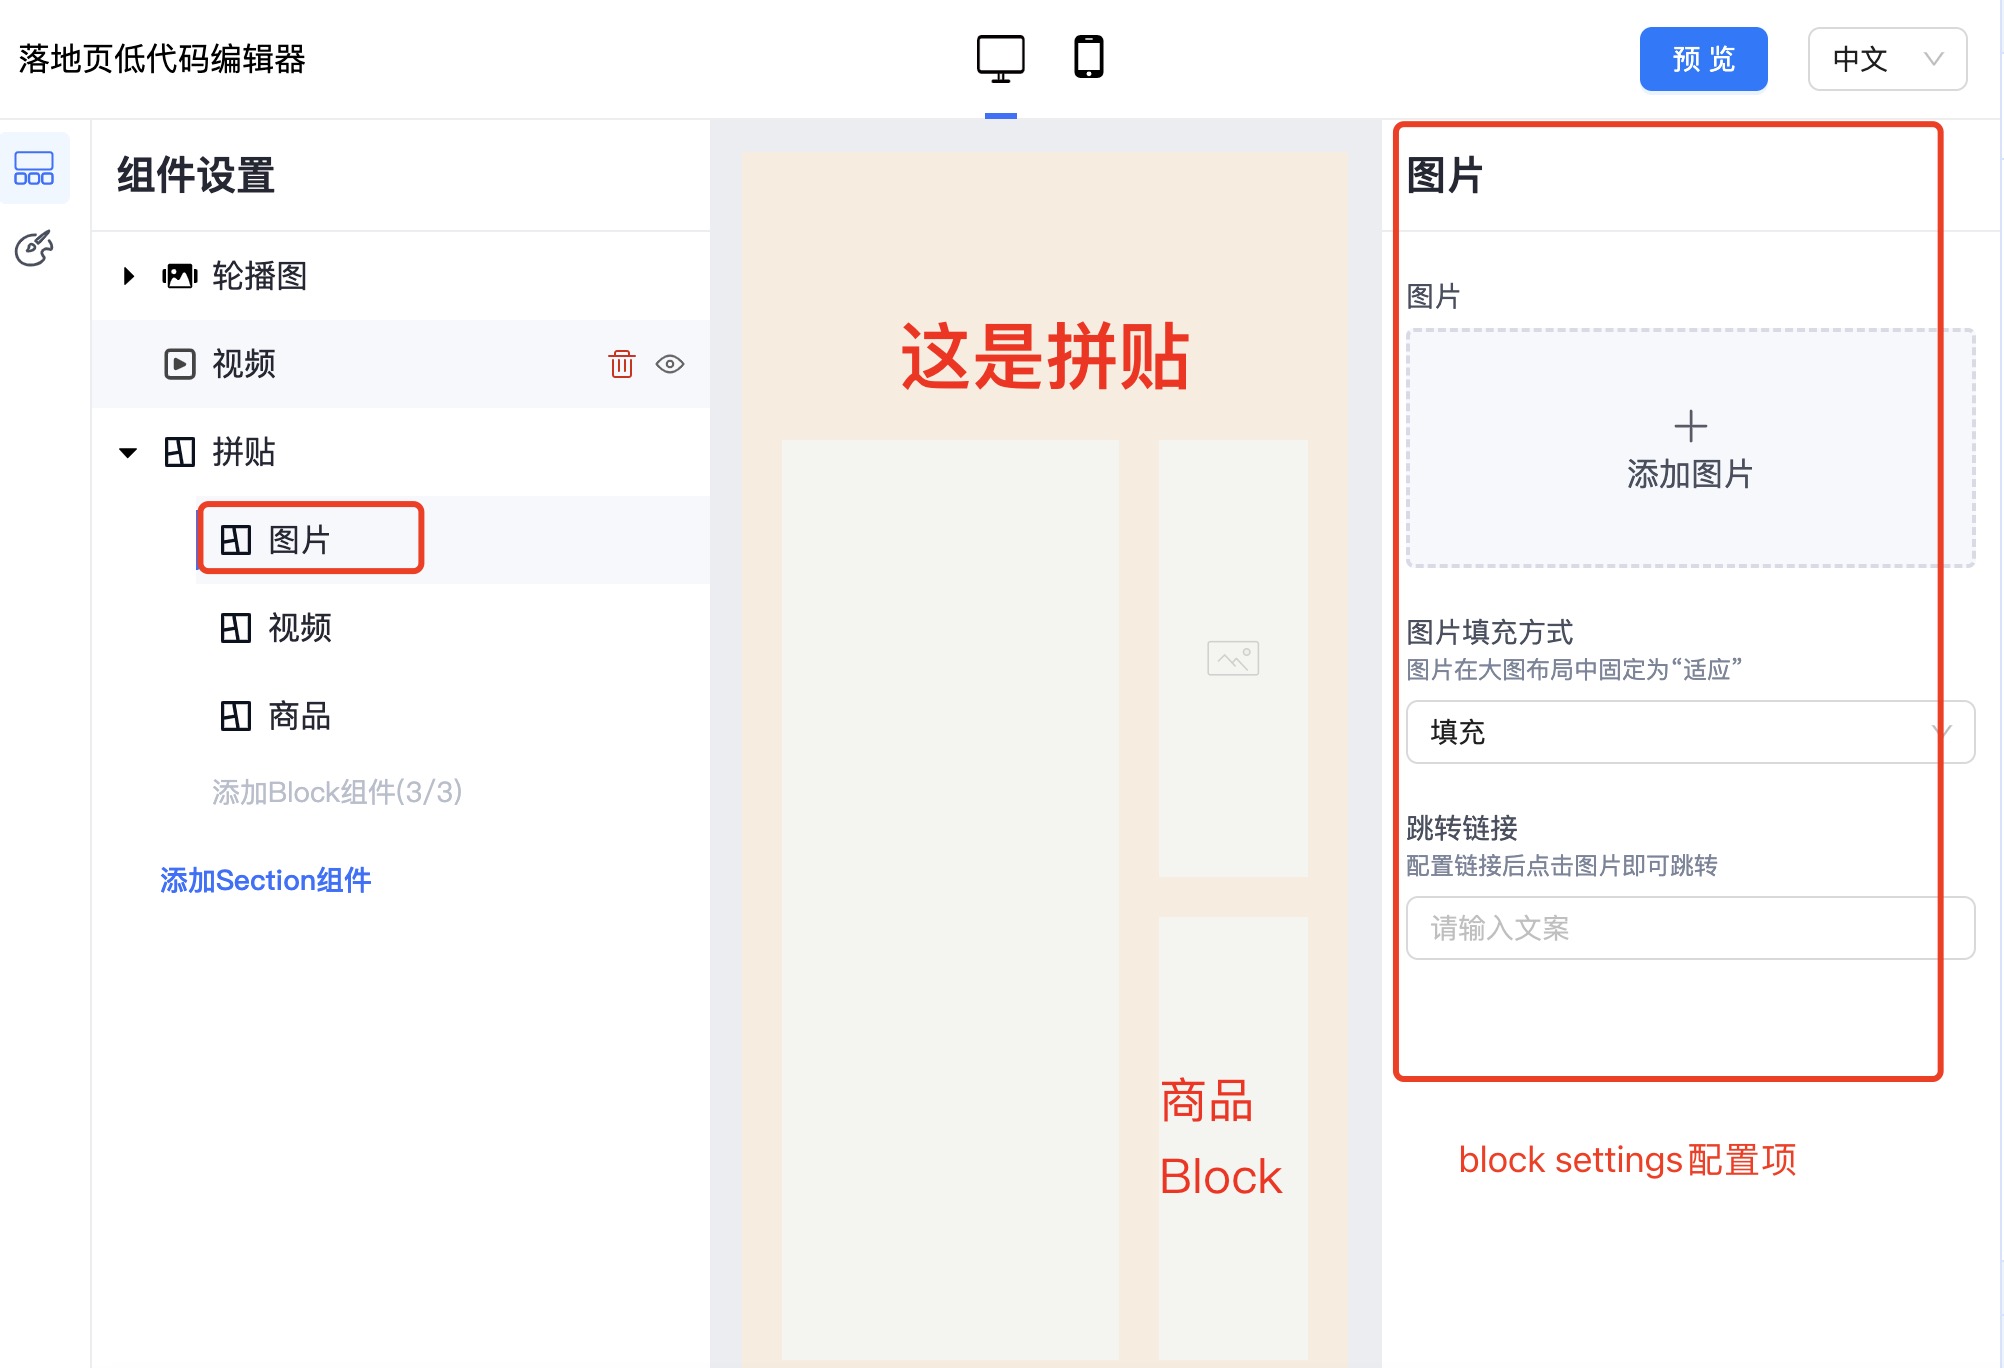 落地页低代码编辑器
预 览
中文
组件设置
轮播图
视频
拼贴
图片
视频
商品
添加Block组件(3/3)
添加Section组件
这是拼贴
商品
Block
图片
图片
添加图片
图片填充方式
图片在大图布局中固定为“适应”
填充
跳转链接
配置链接后点击图片即可跳转
请输入文案
block settings配置项